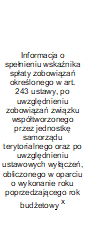 Informacja o
spełnieniu wskaźnika
spłaty zobowiązań
określonego w art.
243 ustawy, po
uwzględnieniu
zobowiązań związku
współtworzonego
przez jednostkę
samorządu
terytorialnego oraz po
uwzględnieniu
ustawowych wyłączeń,
obliczonego w oparciu
o wykonanie roku
poprzedzającego rok
budżetowy x